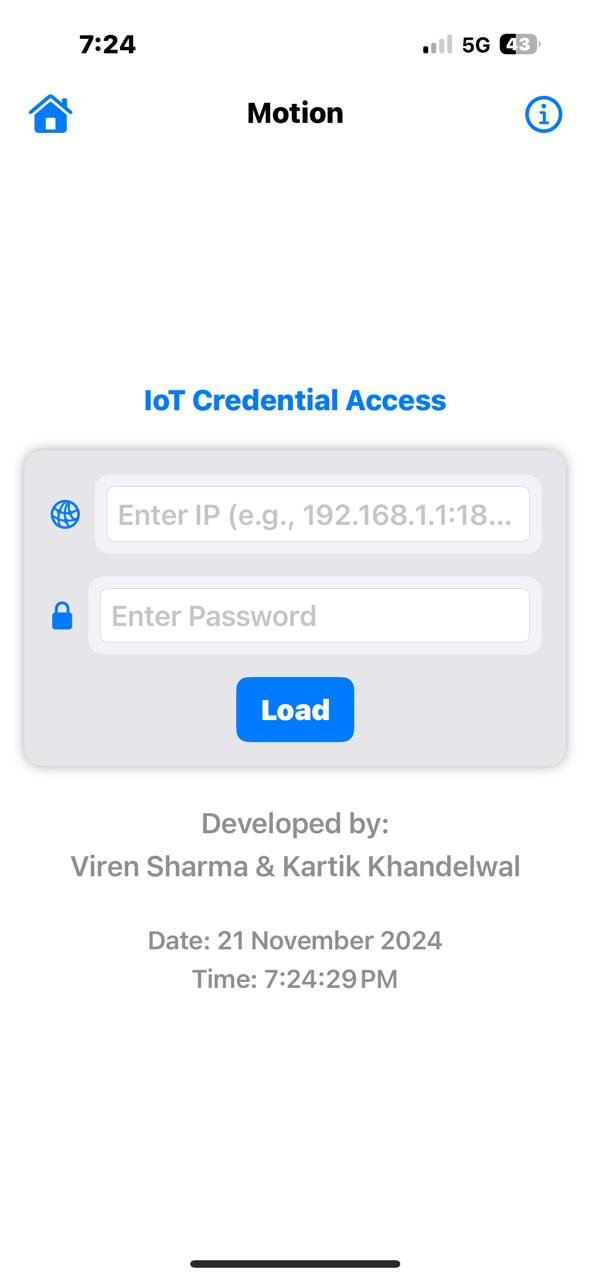 7:24 5G 43
Motion
IoT Credential Access
Enter IP (e.g., 192.168.1.1:18...
Enter Password
Load
Developed by:
Viren Sharma & Kartik Khandelwal
Date: 21 November 2024
Time: 7:24:29 PM